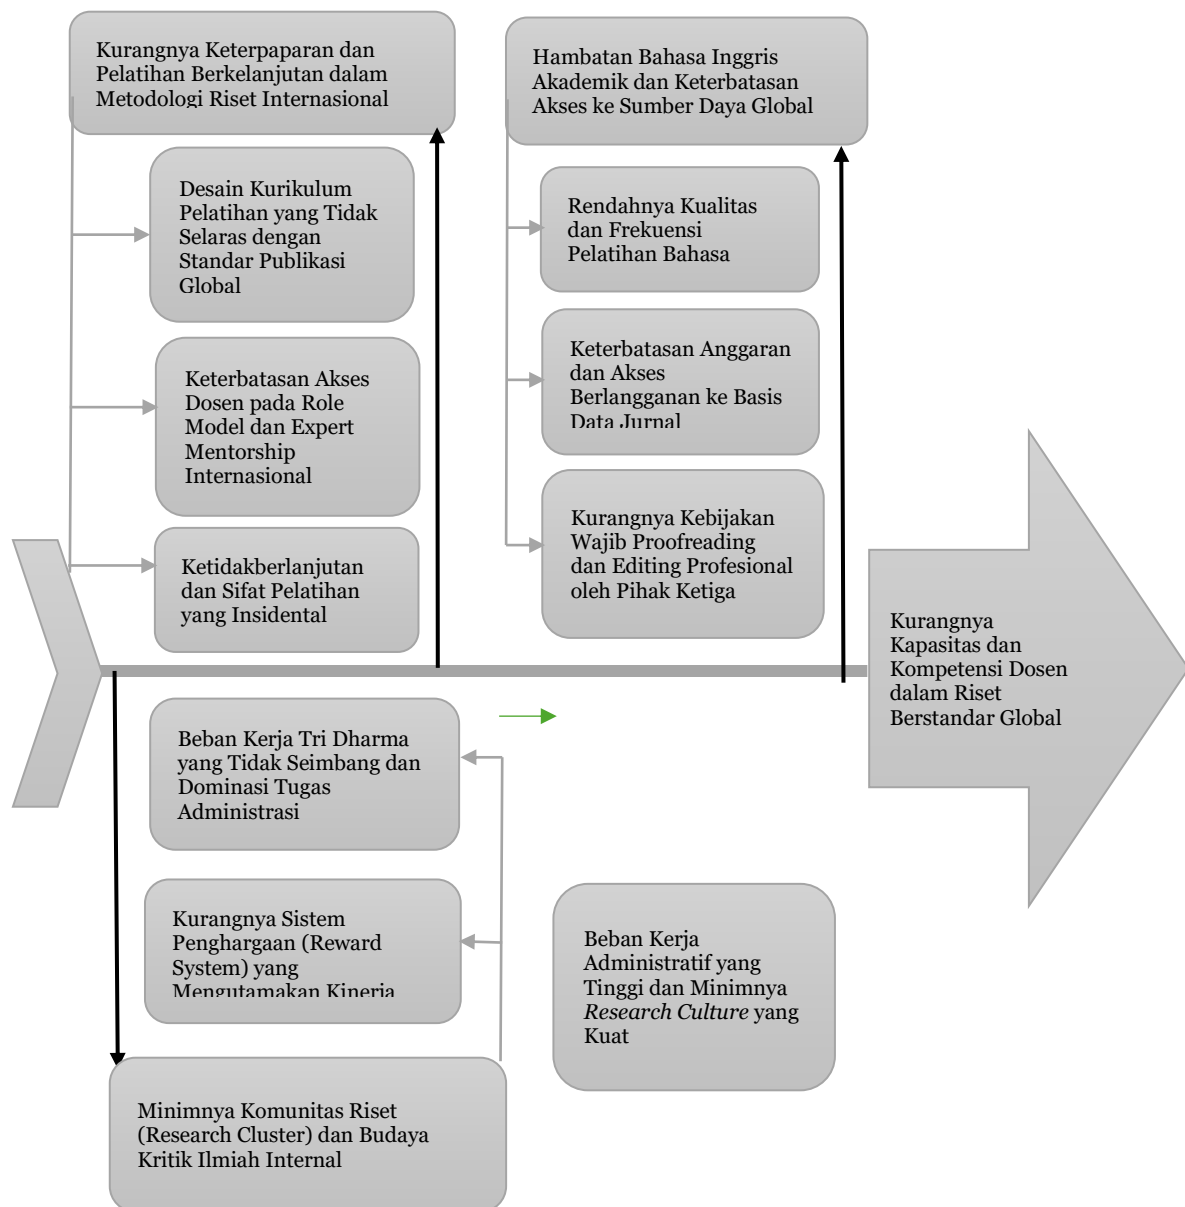 Kurangnya Keterpaparan dan
Pelatihan Berkelanjutan dalam
Metodologi Riset Internasional
Hambatan Bahasa Inggris
Akademik dan Keterbatasan
Akses ke Sumber Daya Global
Desain Kurikulum
Pelatihan yang Tidak
Selaras dengan
Standar Publikasi
Global
Rendahnya Kualitas
dan Frekuensi
Pelatihan Bahasa
Keterbatasan Akses
Dosen pada Role
Model dan Expert
Mentorship
Internasional
Keterbatasan Anggaran
dan Akses
Berlangganan ke Basis
Data Jurnal
Ketidakberlanjutan
dan Sifat Pelatihan
yang Insidental
Kurangnya Kebijakan
Wajib Proofreading
dan Editing Profesional
oleh Pihak Ketiga
Kurangnya
Kapasitas dan
Kompetensi Dosen
dalam Riset
Berstandar Global
Beban Kerja Tri Dharma
yang Tidak Seimbang dan
Dominasi Tugas
Administrasi
Kurangnya Sistem
Penghargaan (Reward
System) yang
Mengutamakan Kinerja
Beban Kerja
Administratif yang
Tinggi dan Minimnya
Research Culture yang
Kuat
Minimnya Komunitas Riset
(Research Cluster) dan Budaya
Kritik Ilmiah Internal